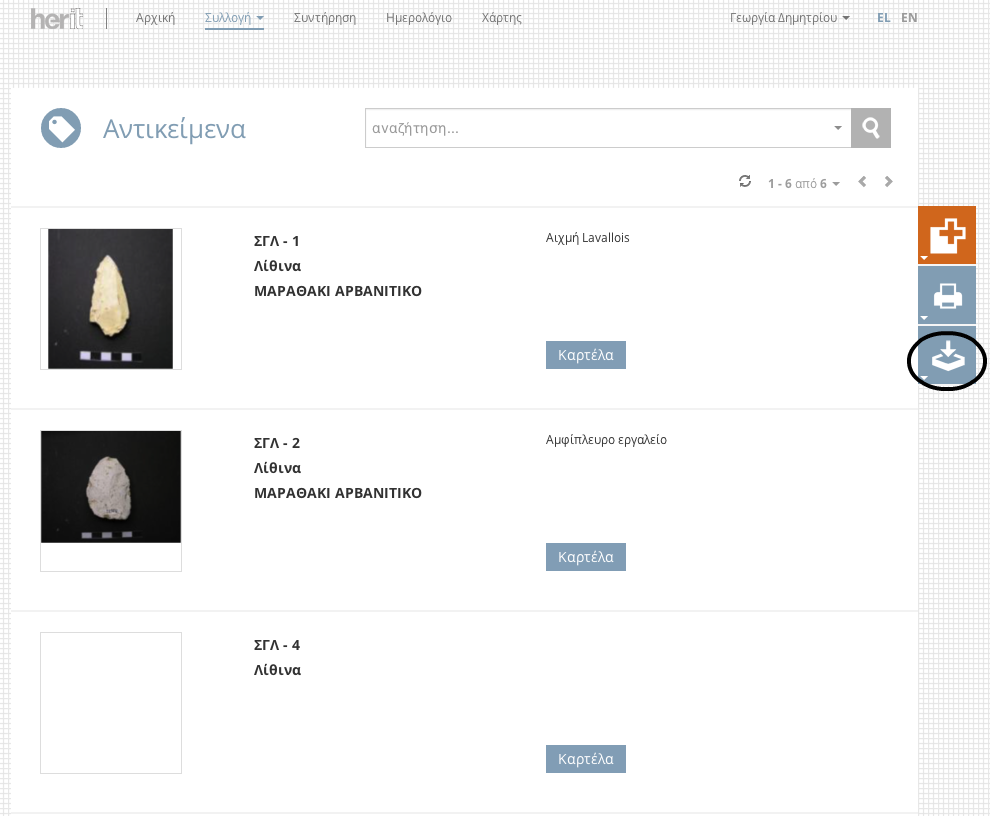 herit Αρχική Συλλογή Συντήρηση Ημερολόγιο Χάρτης Γεωργία Δημητρίου EL EN
Αντικείμενα
αναζήτηση...
1 - 6 από 6
ΣΓΛ - 1
Λίθινα
ΜΑΡΑΘΑΚΙ ΑΡΒΑΝΙΤΙΚΟ
Αιχμή Lavallois
Καρτέλα
ΣΓΛ - 2
Λίθινα
ΜΑΡΑΘΑΚΙ ΑΡΒΑΝΙΤΙΚΟ
Αμφίπλευρο εργαλείο
Καρτέλα
ΣΓΛ - 4
Λίθινα
Καρτέλα